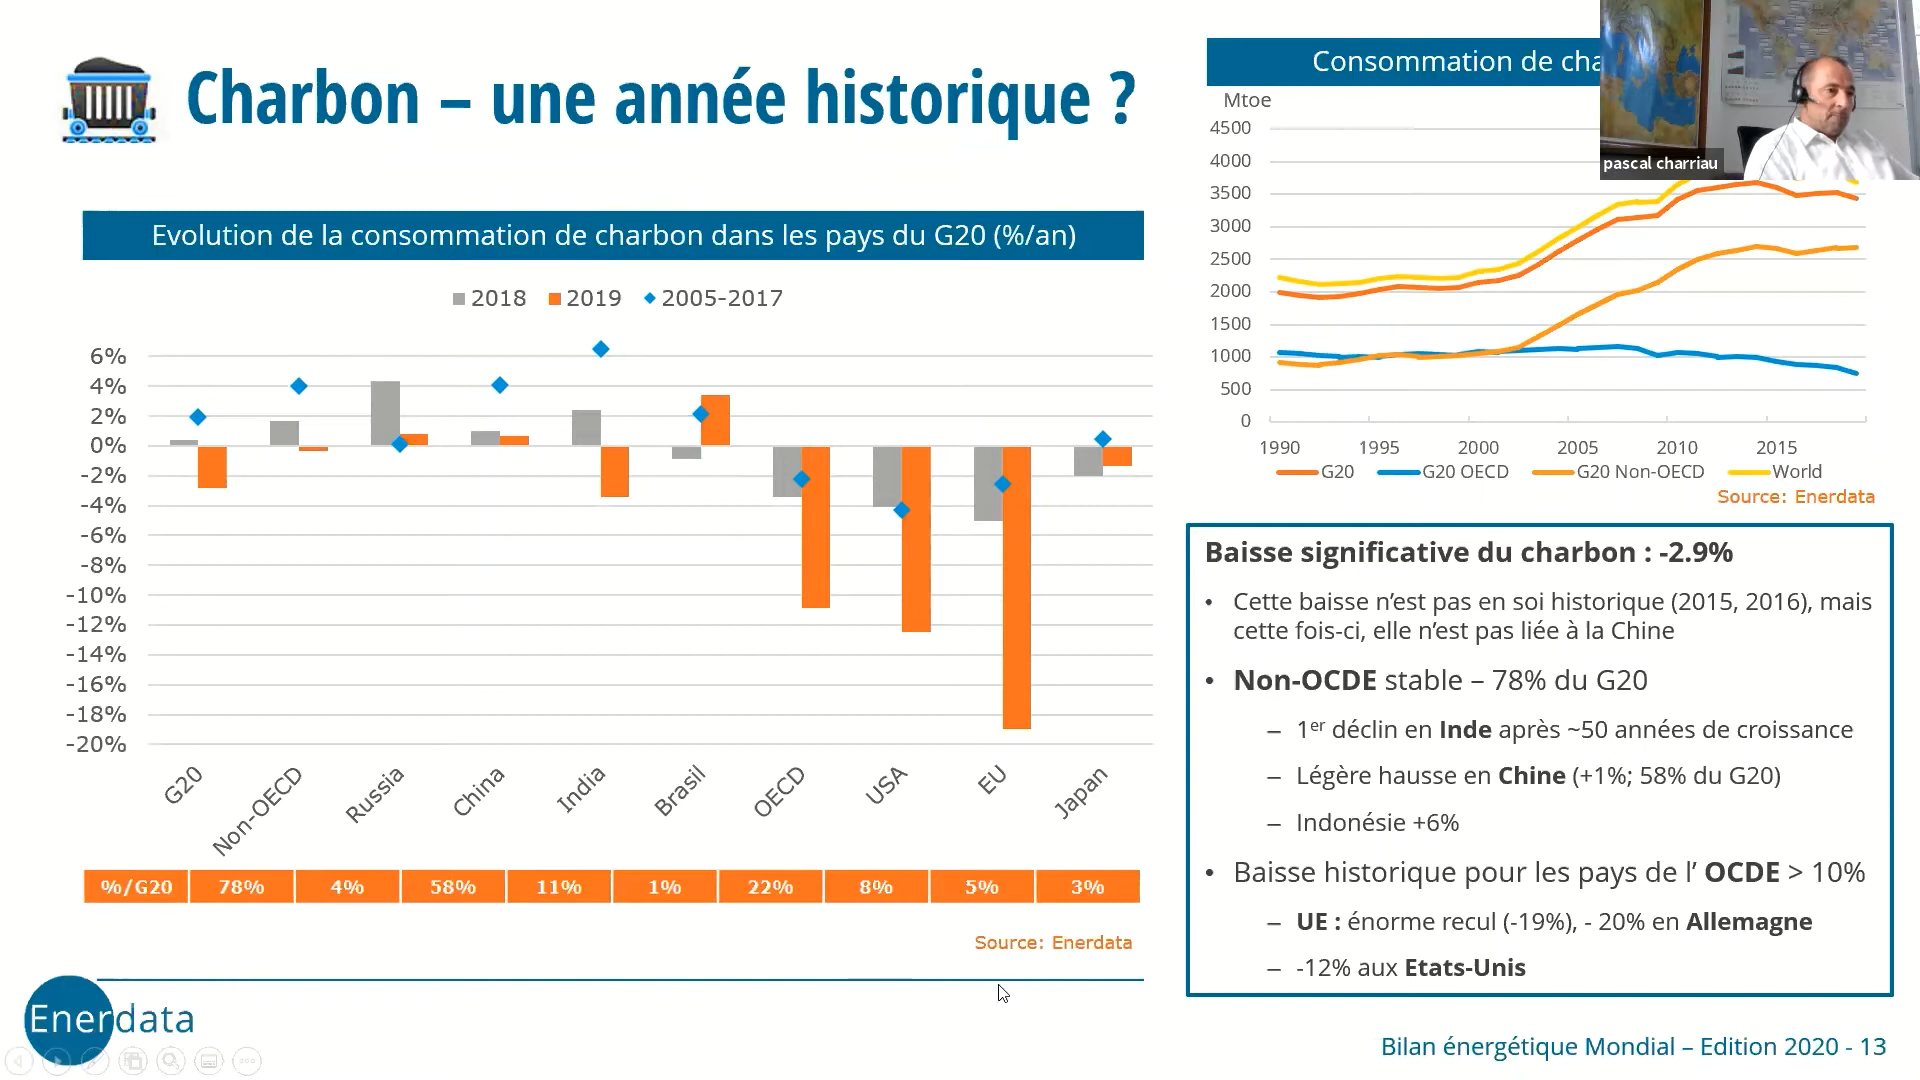 Charbon – une année historique ?
Evolution de la consommation de charbon dans les pays du G20 (%/an)
2018 2019 2005-2017
6%
4%
2%
0%
-2%
-4%
-6%
-8%
-10%
-12%
-14%
-16%
-18%
-20%
G20 Non-OECD Russia China India Brasil OECD USA EU Japan
%/G20 78% 4% 58% 11% 1% 22% 8% 5% 3%
Source: Enerdata
Enerdata
Consommation de cha
pascal charriau
Mtoe
4500
4000
3500
3000
2500
2000
1500
1000
500
0
1990 1995 2000 2005 2010 2015
G20 G20 OECD G20 Non-OECD World
Source: Enerdata
Baisse significative du charbon : -2.9%
• Cette baisse n’est pas en soi historique (2015, 2016), mais
cette fois-ci, elle n’est pas liée à la Chine
• Non-OCDE stable – 78% du G20
– 1er déclin en Inde après ~50 années de croissance
– Légère hausse en Chine (+1%; 58% du G20)
– Indonésie +6%
• Baisse historique pour les pays de l’ OCDE > 10%
– UE : énorme recul (-19%), - 20% en Allemagne
– -12% aux Etats-Unis
Bilan énergétique Mondial – Edition 2020 - 13